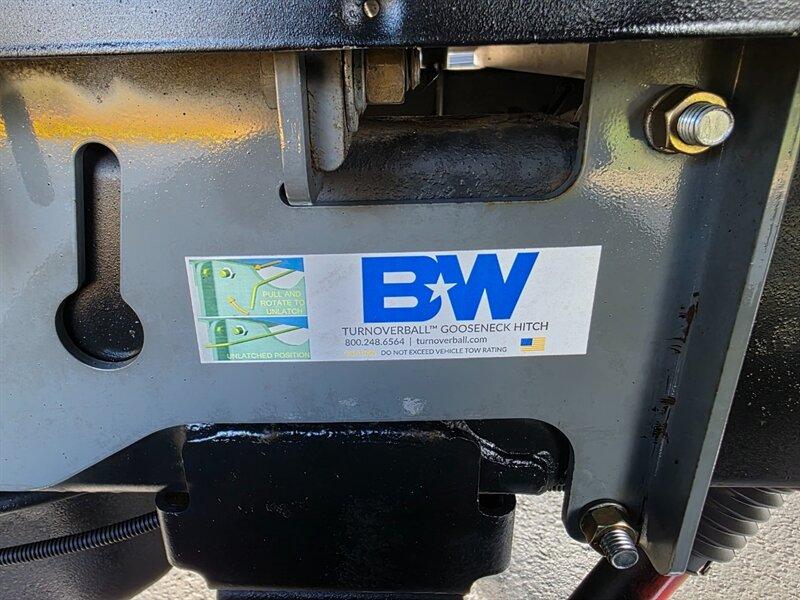 PULL AND
ROTATE TO
UNLATCH
UNLATCHED POSITION
B★W
TURNOVERBALL™ GOOSENECK HITCH
800.248.6564 | turnoverball.com
DO NOT EXCEED VEHICLE TOW RATING